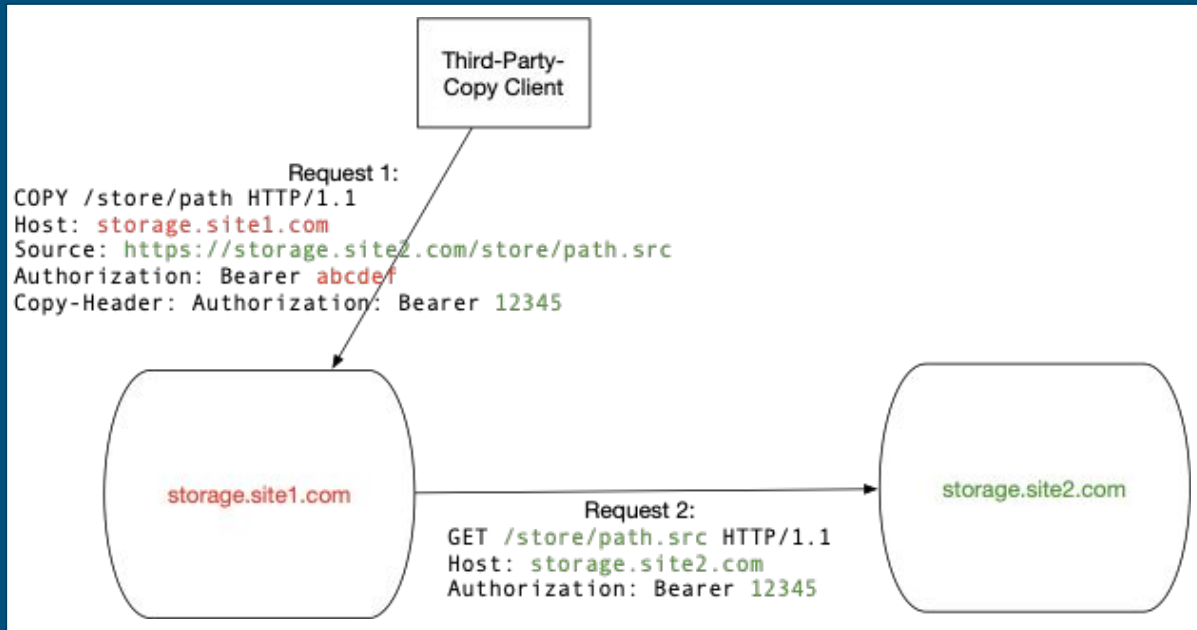 Third-Party-
Copy Client
Request 1:
COPY /store/path HTTP/1.1
Host: storage.site1.com
Source: https://storage.site2.com/store/path.src
Authorization: Bearer abcdef
Copy-Header: Authorization: Bearer 12345
storage.site1.com
storage.site2.com
Request 2:
GET /store/path.src HTTP/1.1
Host: storage.site2.com
Authorization: Bearer 12345